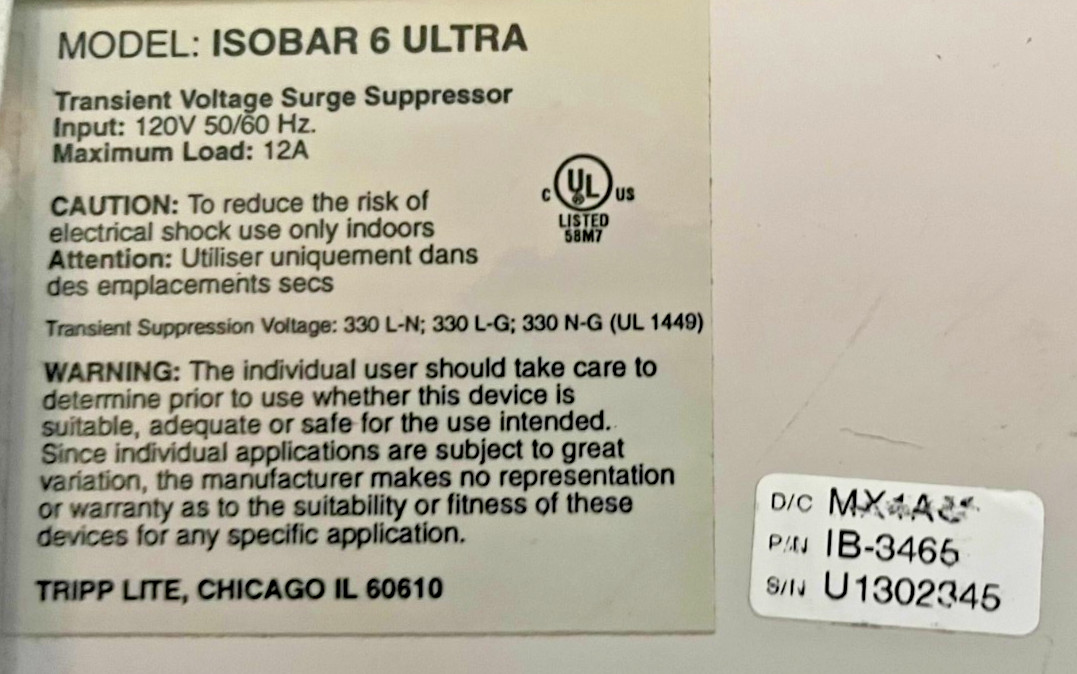 MODEL: ISOBAR 6 ULTRA
Transient Voltage Surge Suppressor
Input: 120V 50/60 Hz.
Maximum Load: 12A
CAUTION: To reduce the risk of
electrical shock use only indoors
Attention: Utiliser uniquement dans
des emplacements secs
C UL ® US
LISTED
58M7
Transient Suppression Voltage: 330 L-N; 330 L-G; 330 N-G (UL 1449)
WARNING: The individual user should take care to
determine prior to use whether this device is
suitable, adequate or safe for the use intended.
Since individual applications are subject to great
variation, the manufacturer makes no representation
or warranty as to the suitability or fitness of these
devices for any specific application.
TRIPP LITE, CHICAGO IL 60610
D/C
P/N IB-3465
S/N U1302345